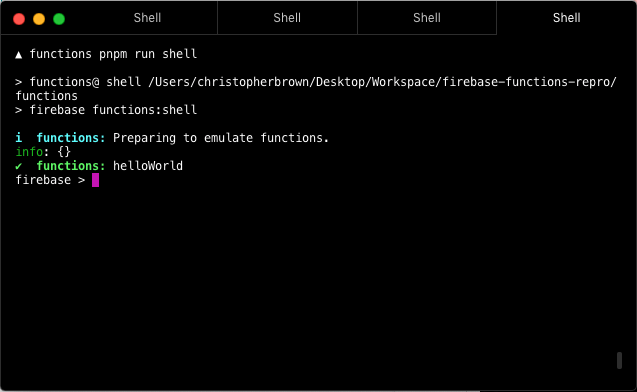 Shell Shell Shell Shell
▲ functions pnpm run shell
> functions@ shell /Users/christopherbrown/Desktop/Workspace/firebase-functions-repro/
functions
> firebase functions:shell
i  functions: Preparing to emulate functions.
info: {}
✔  functions: helloWorld
firebase >